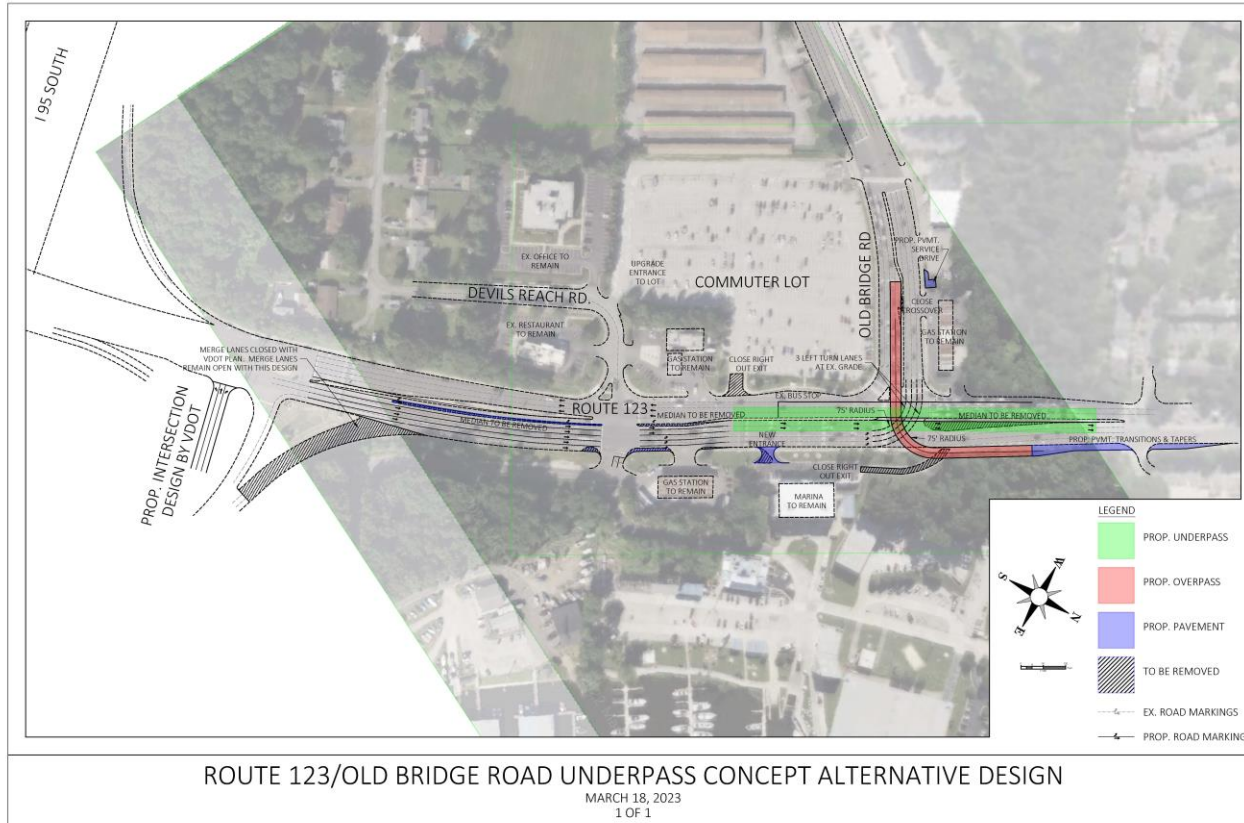 I 95 SOUTH
EX. OFFICE TO
REMAIN
UPGRADE
ENTRANCE
TO LOT
COMMUTER LOT
OLD BRIDGE RD
PROP. PVMT.
SERVICE
DRIVE
DEVILS REACH RD.
CLOSE
CROSSOVER
EX. RESTAURANT
TO REMAIN
GAS STATION
TO REMAIN
MERGE LANES CLOSED WITH
VDOT PLAN. MERGE LANES
REMAIN OPEN WITH THIS DESIGN
GAS STATION
TO REMAIN
CLOSE RIGHT
OUT EXIT
3 LEFT TURN LANES
AT EX. GRADE
EX. BUS STOP
ROUTE 123
75' RADIUS
MEDIAN TO BE REMOVED
MEDIAN TO BE REMOVED
MEDIAN TO BE REMOVED
75' RADIUS
PROP. PVMT. TRANSITIONS & TAPERS
NEW
ENTRANCE
PROP. INTERSECTION
DESIGN BY VDOT
CLOSE RIGHT
OUT EXIT
GAS STATION
TO REMAIN
MARINA
TO REMAIN
LEGEND
PROP. UNDERPASS
PROP. OVERPASS
PROP. PAVEMENT
TO BE REMOVED
EX. ROAD MARKINGS
PROP. ROAD MARKING
W
S
N
E
ROUTE 123/OLD BRIDGE ROAD UNDERPASS CONCEPT ALTERNATIVE DESIGN
MARCH 18, 2023
1 OF 1